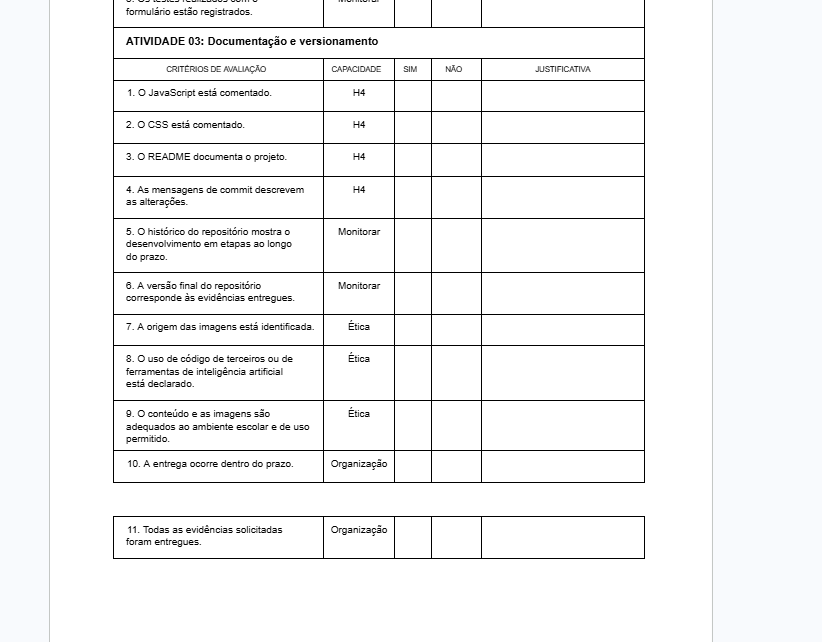 formulário estão registrados.
ATIVIDADE 03: Documentação e versionamento
CRITÉRIOS DE AVALIAÇÃO CAPACIDADE SIM NÃO JUSTIFICATIVA
1. O JavaScript está comentado. H4
2. O CSS está comentado. H4
3. O README documenta o projeto. H4
4. As mensagens de commit descrevem H4
as alterações.
5. O histórico do repositório mostra o Monitorar
desenvolvimento em etapas ao longo
do prazo.
6. A versão final do repositório Monitorar
corresponde às evidências entregues.
7. A origem das imagens está identificada. Ética
8. O uso de código de terceiros ou de Ética
ferramentas de inteligência artificial
está declarado.
9. O conteúdo e as imagens são Ética
adequados ao ambiente escolar e de uso
permitido.
10. A entrega ocorre dentro do prazo. Organização
11. Todas as evidências solicitadas Organização
foram entregues.